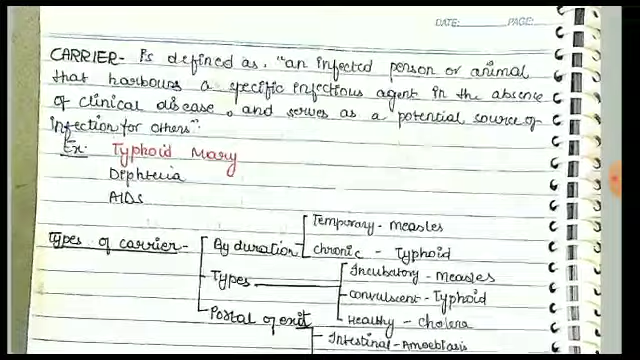 DATE: PAGE:
CARRIER- is defined as, "an infected person or animal
that harbours a specific infectious agent in the absence
of clinical disease, and serves as a potential source of
infection for others".
Ex: Typhoid Mary
Diphteria
AIDS
Temporary - measles
Types of carrier - By duration chronic - Typhoid
Incubatory - measles
Types convulscent - Typhoid
Healthy - cholera
Portal of exit
Intestinal - Amoebiasis